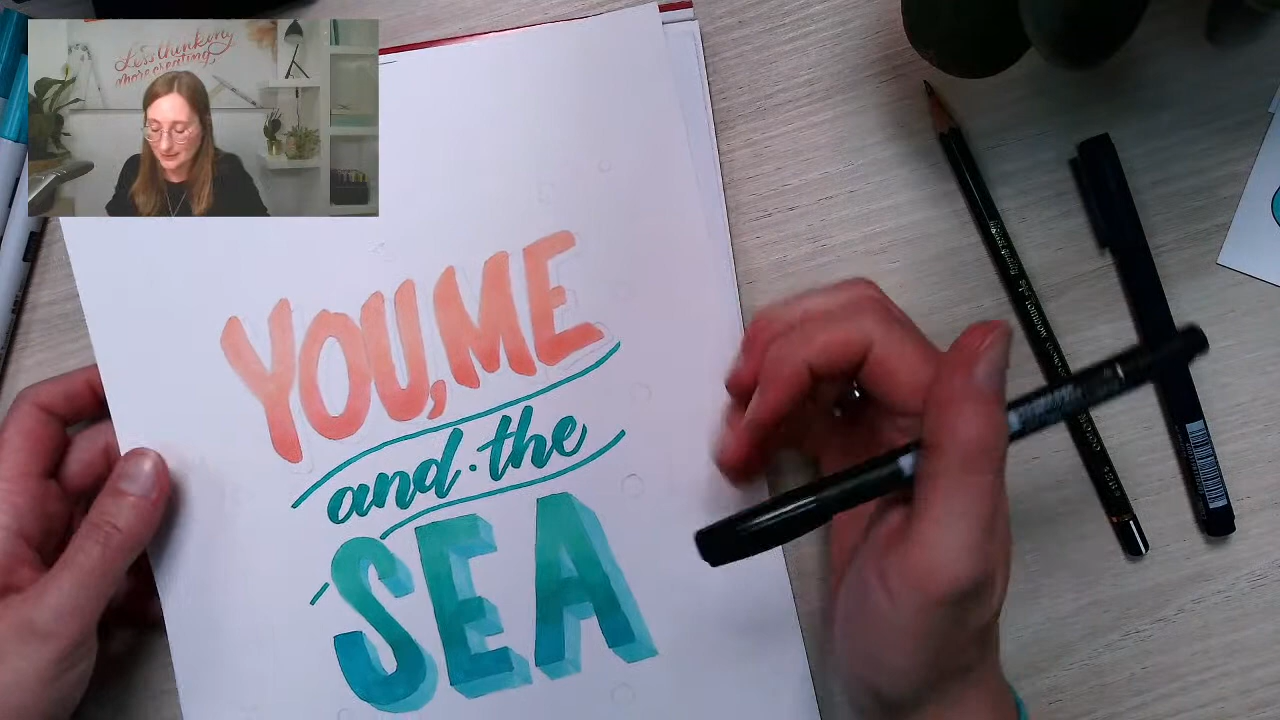 Less thinking
more creating
YOU, ME
and · the
SEA